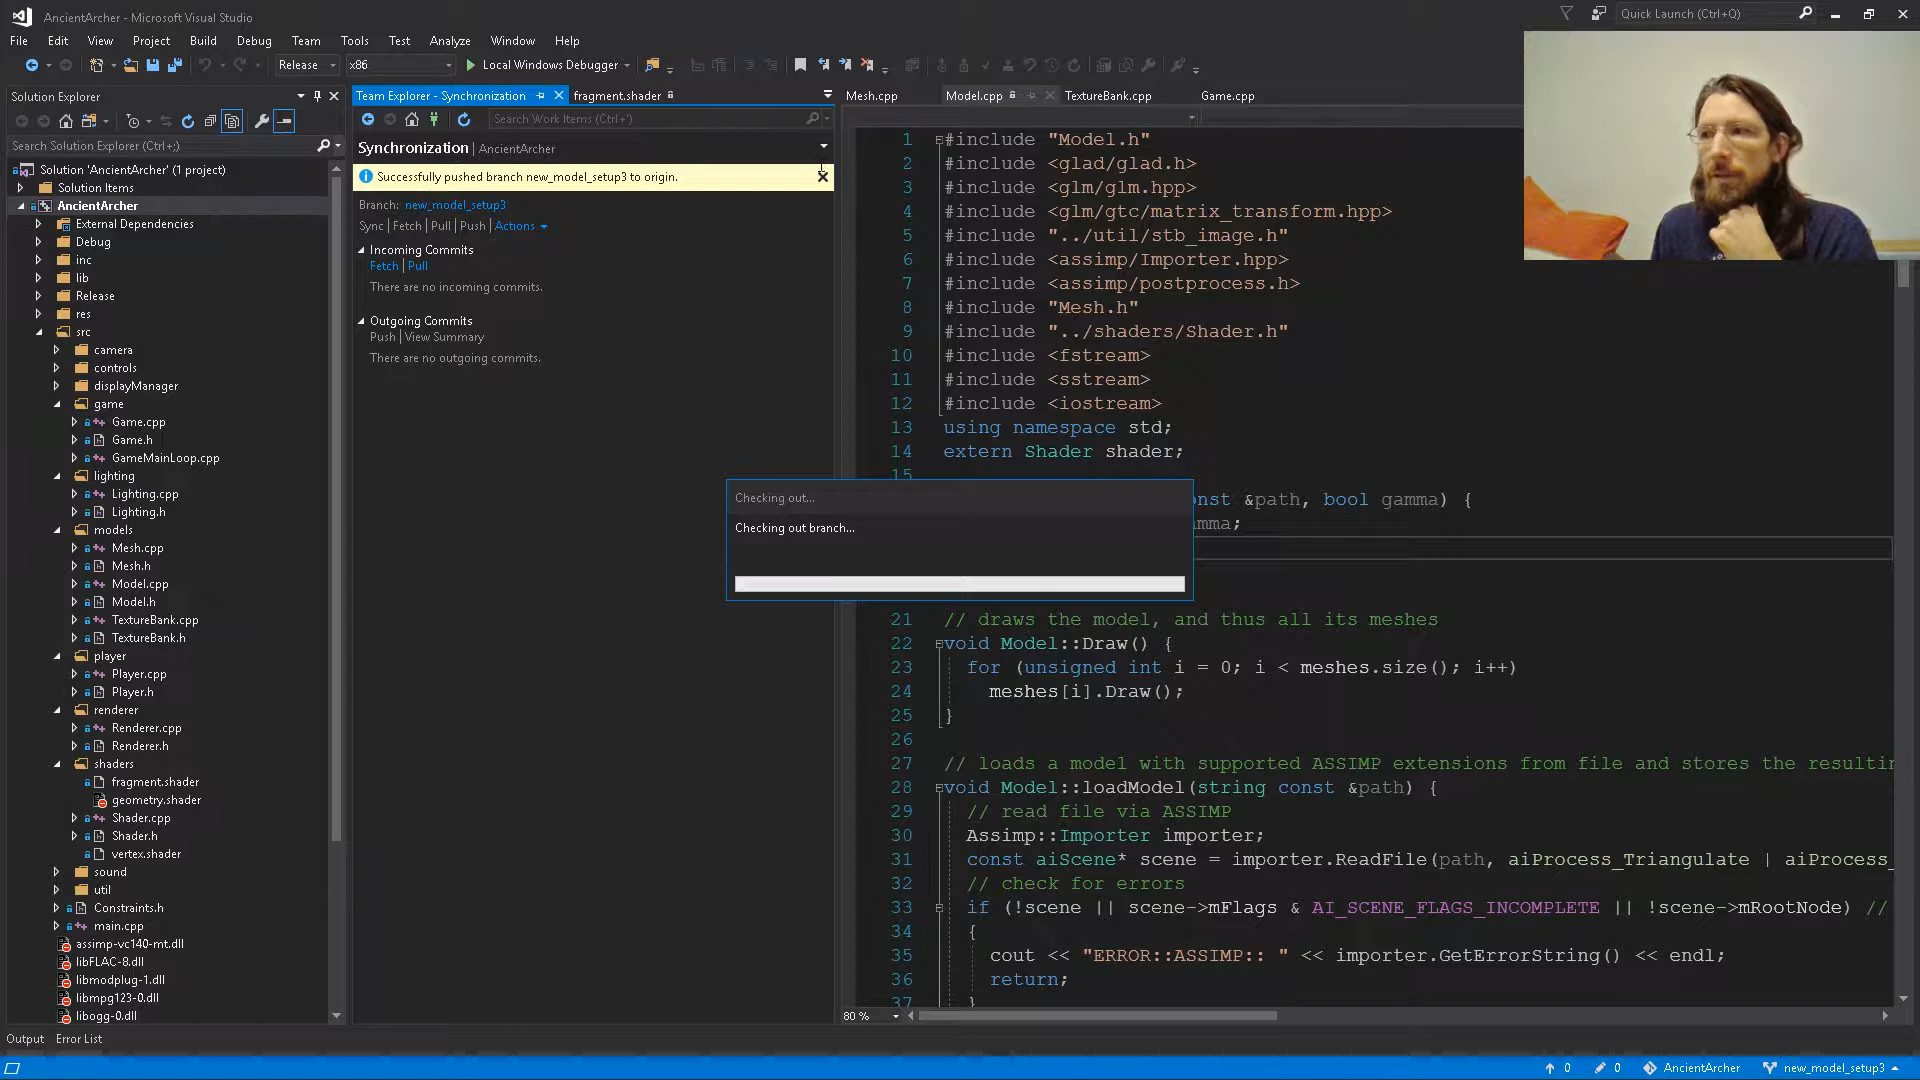 AncientArcher - Microsoft Visual Studio
Quick Launch (Ctrl+Q)
File Edit View Project Build Debug Team Tools Test Analyze Window Help
Release x86 Local Windows Debugger
Solution Explorer
Search Solution Explorer (Ctrl+;)
Solution 'AncientArcher' (1 project)
Solution Items
AncientArcher
External Dependencies
Debug
inc
lib
Release
res
src
camera
controls
displayManager
game
Game.cpp
Game.h
GameMainLoop.cpp
lighting
Lighting.cpp
Lighting.h
models
Mesh.cpp
Mesh.h
Model.cpp
Model.h
TextureBank.cpp
TextureBank.h
player
Player.cpp
Player.h
renderer
Renderer.cpp
Renderer.h
shaders
fragment.shader
geometry.shader
Shader.cpp
Shader.h
vertex.shader
sound
util
Constraints.h
main.cpp
assimp-vc140-mt.dll
libFLAC-8.dll
libmodplug-1.dll
libmpg123-0.dll
libogg-0.dll
Team Explorer - Synchronization fragment.shader
Search Work Items (Ctrl+')
Synchronization | AncientArcher
Successfully pushed branch new_model_setup3 to origin.
Branch: new_model_setup3
Sync | Fetch | Pull | Push | Actions
Incoming Commits
Fetch | Pull
There are no incoming commits.
Outgoing Commits
Push | View Summary
There are no outgoing commits.
Checking out...
Checking out branch...
Mesh.cpp Model.cpp TextureBank.cpp Game.cpp
1 #include "Model.h"
2 #include <glad/glad.h>
3 #include <glm/glm.hpp>
4 #include <glm/gtc/matrix_transform.hpp>
5 #include "../util/stb_image.h"
6 #include <assimp/Importer.hpp>
7 #include <assimp/postprocess.h>
8 #include "Mesh.h"
9 #include "../shaders/Shader.h"
10 #include <fstream>
11 #include <sstream>
12 #include <iostream>
13 using namespace std;
14 extern Shader shader;
15
onst &path, bool gamma) {
mma;
21 // draws the model, and thus all its meshes
22 void Model::Draw() {
23 for (unsigned int i = 0; i < meshes.size(); i++)
24 meshes[i].Draw();
25 }
26
27 // loads a model with supported ASSIMP extensions from file and stores the resultin
28 void Model::loadModel(string const &path) {
29 // read file via ASSIMP
30 Assimp::Importer importer;
31 const aiScene* scene = importer.ReadFile(path, aiProcess_Triangulate | aiProcess_
32 // check for errors
33 if (!scene || scene->mFlags & AI_SCENE_FLAGS_INCOMPLETE || !scene->mRootNode) //
34 {
35 cout << "ERROR::ASSIMP:: " << importer.GetErrorString() << endl;
36 return;
37 }
80 %
Output Error List
0 0 AncientArcher new_model_setup3